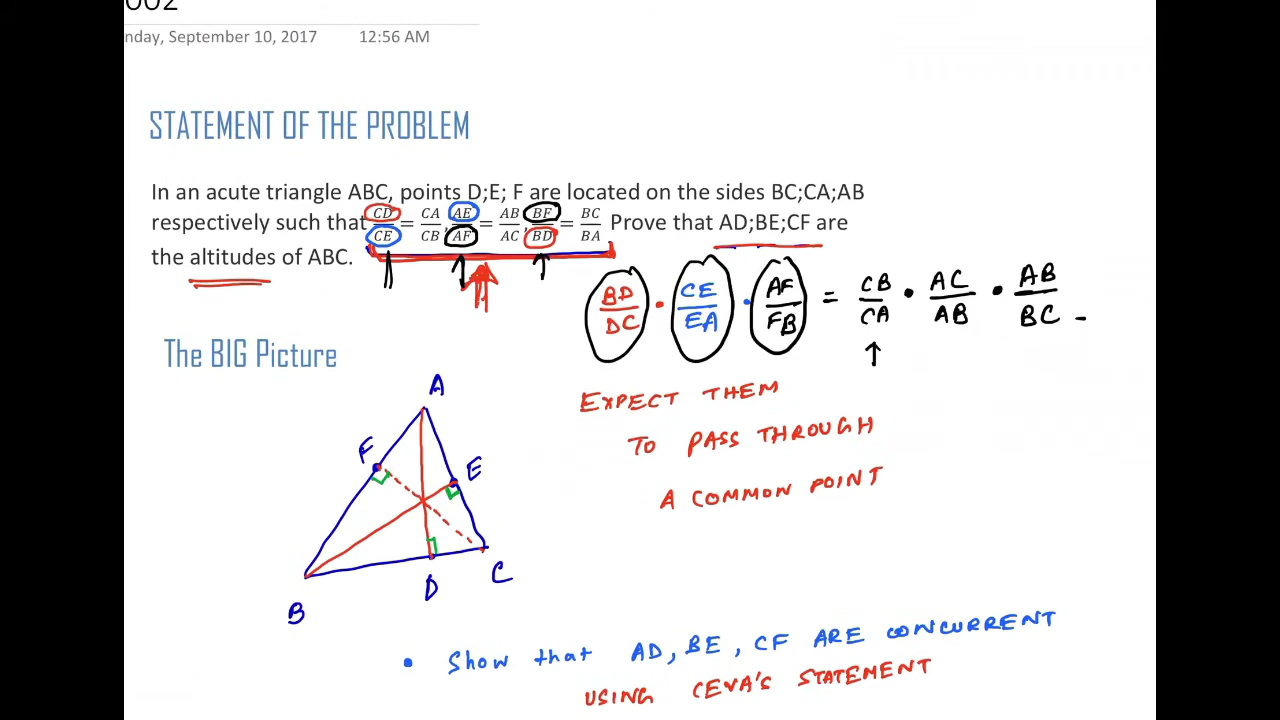 002
nday, September 10, 2017 12:56 AM
STATEMENT OF THE PROBLEM
In an acute triangle ABC, points D;E; F are located on the sides BC;CA;AB
respectively such that CD/CE = CA/CB, AE/AF = AB/AC, BF/BD = BC/BA Prove that AD;BE;CF are
the altitudes of ABC.
BD/DC · CE/EA · AF/FB = CB/CA · AC/AB · AB/BC -
The BIG Picture
EXPECT THEM
TO PASS THROUGH
A COMMON POINT
A
F
E
B
D
C
• Show that AD, BE, CF ARE CONCURRENT
USING CEVA'S STATEMENT